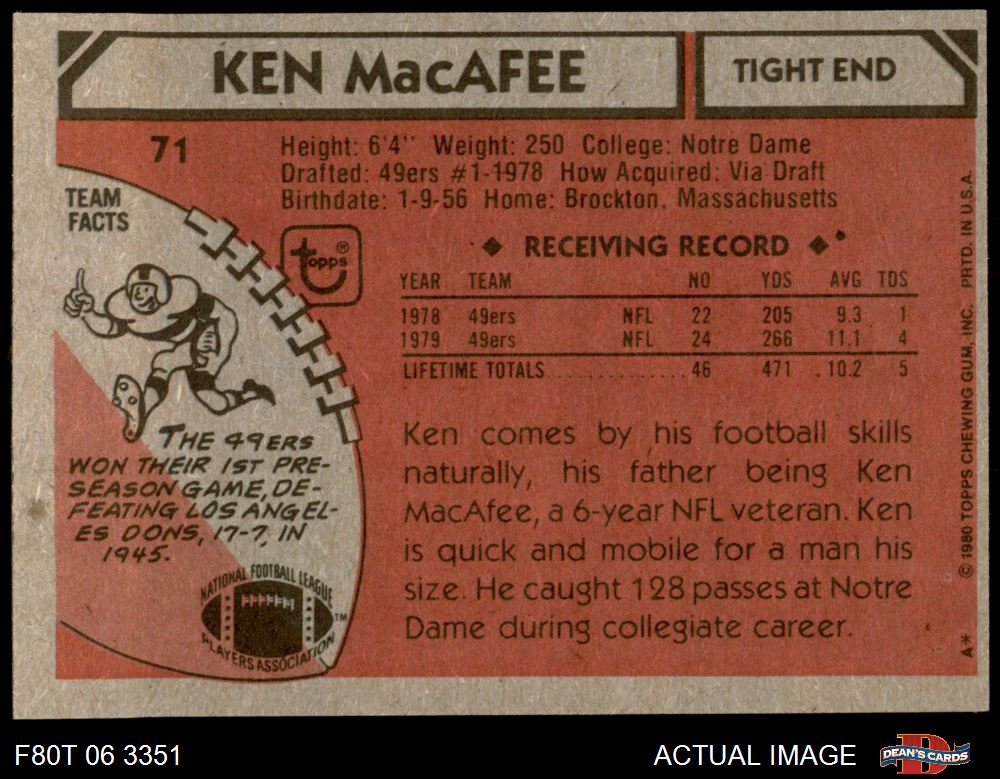 KEN MacAFEE
TIGHT END
71
Height: 6'4" Weight: 250 College: Notre Dame
Drafted: 49ers #1-1978 How Acquired: Via Draft
Birthdate: 1-9-56 Home: Brockton, Massachusetts
TEAM
FACTS
topps®
◆ RECEIVING RECORD ◆
YEAR TEAM NO YDS AVG TDS
1978 49ers NFL 22 205 9.3 1
1979 49ers NFL 24 266 11.1 4
LIFETIME TOTALS .............. 46 471 .10.2 5
THE 49ERS
WON THEIR 1ST PRE-
SEASON GAME, DE-
FEATING LOS ANGEL-
ES DONS, 17-7, IN
1945.
Ken comes by his football skills
naturally, his father being Ken
MacAfee, a 6-year NFL veteran. Ken
is quick and mobile for a man his
size. He caught 128 passes at Notre
Dame during collegiate career.
NATIONAL FOOTBALL LEAGUE
PLAYERS ASSOCIATION
TM
A* © 1980 TOPPS CHEWING GUM, INC. PRTD. IN U.S.A.
F80T 06 3351
ACTUAL IMAGE
D
DEAN'S CARDS